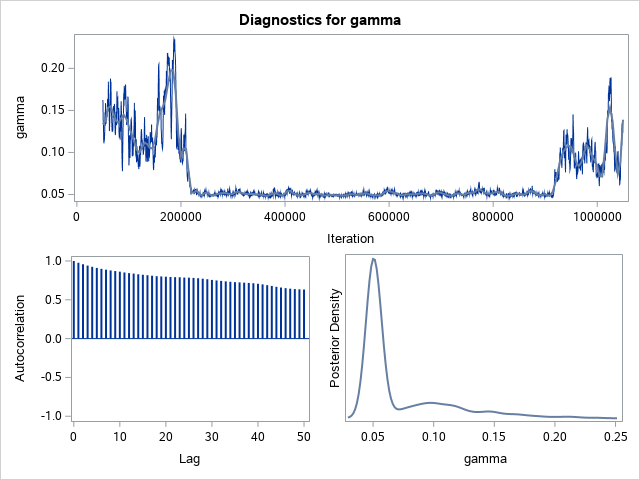 Diagnostics for gamma
gamma
0.20
0.15
0.10
0.05
0 200000 400000 600000 800000 1000000
Iteration
Autocorrelation
1.0
0.5
0.0
-0.5
-1.0
0 10 20 30 40 50
Lag
Posterior Density
0.05 0.10 0.15 0.20 0.25
gamma